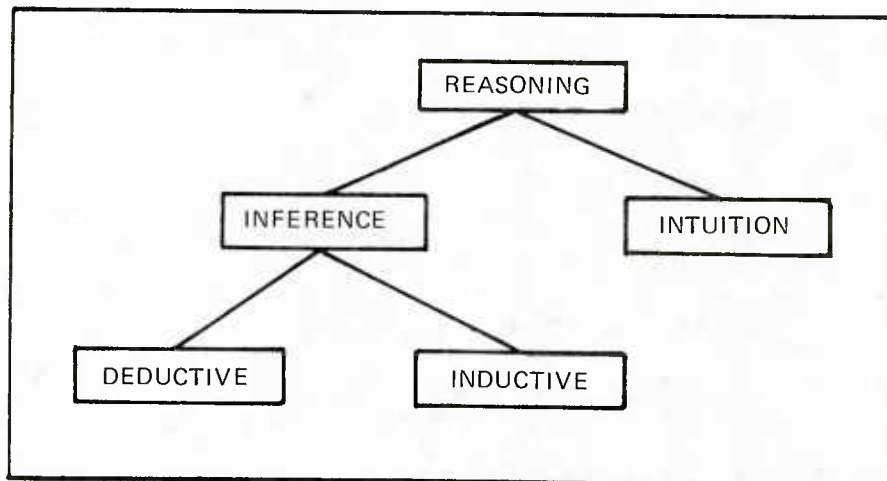 REASONING
INFERENCE
INTUITION
DEDUCTIVE
INDUCTIVE